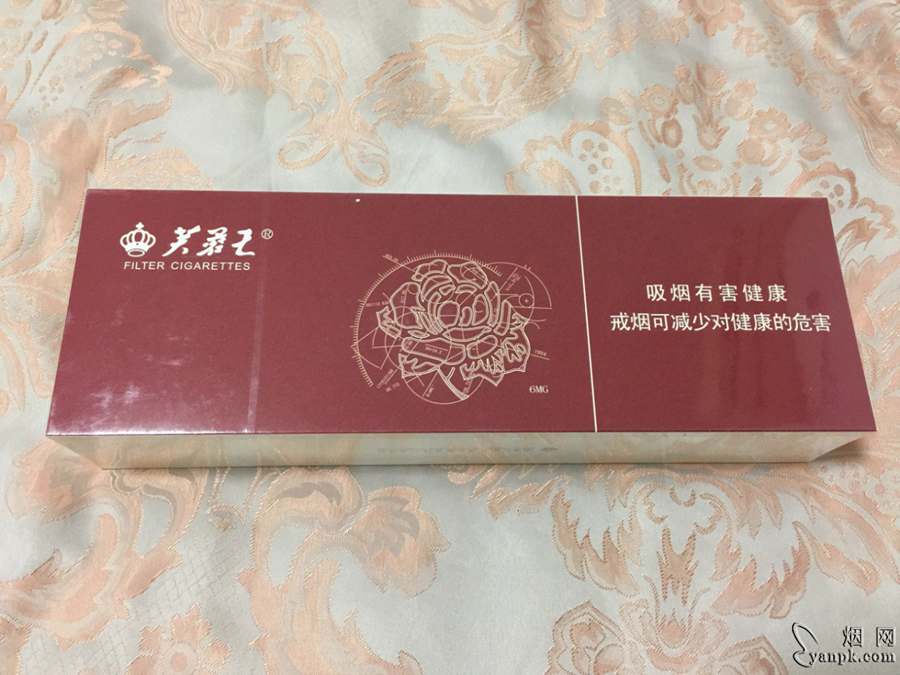 芙蓉王®
FILTER CIGARETTES
6MG
吸烟有害健康
戒烟可减少对健康的危害
烟网
yanpk.com